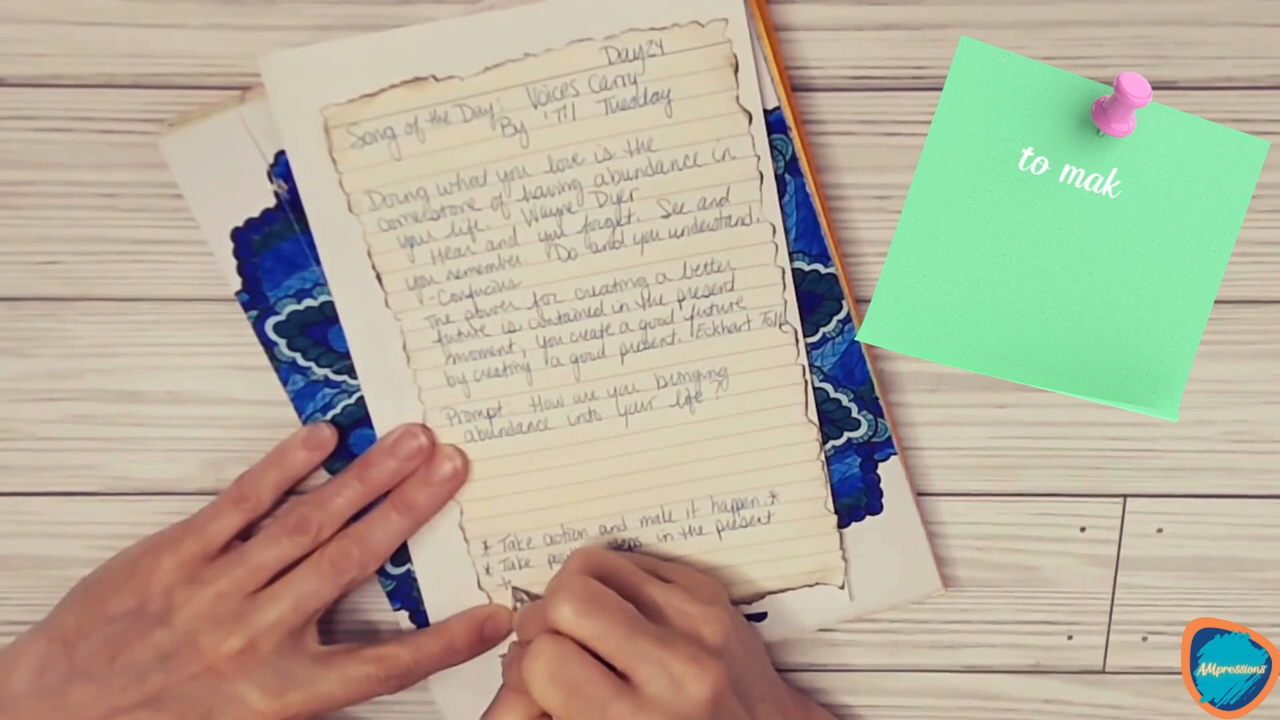 Day 24
Song of the Day: Voices Carry
By 'Til Tuesday
Doing what you love is the
cornerstone of having abundance in
your life. Wayne Dyer
Hear and you forget. See and
you remember. Do and you understand.
-Confucius
The power for creating a better
future is contained in the present
moment, you create a good future
by creating a good present. Eckhart Tolle
Prompt: How are you bringing
abundance into your life?
* Take action and make it happen.*
* Take steps in the present
to mak
AMpressions